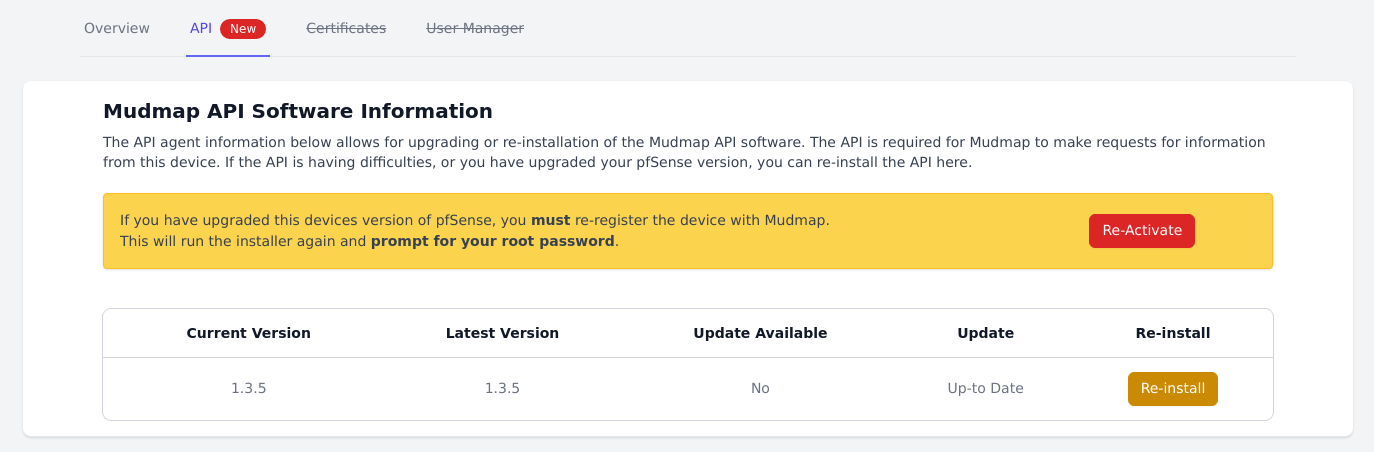 Overview API New Certificates User Manager
Mudmap API Software Information
The API agent information below allows for upgrading or re-installation of the Mudmap API software. The API is required for Mudmap to make requests for information
from this device. If the API is having difficulties, or you have upgraded your pfSense version, you can re-install the API here.
If you have upgraded this devices version of pfSense, you must re-register the device with Mudmap.
This will run the installer again and prompt for your root password.
Re-Activate
Current Version Latest Version Update Available Update Re-install
1.3.5 1.3.5 No Up-to Date Re-install